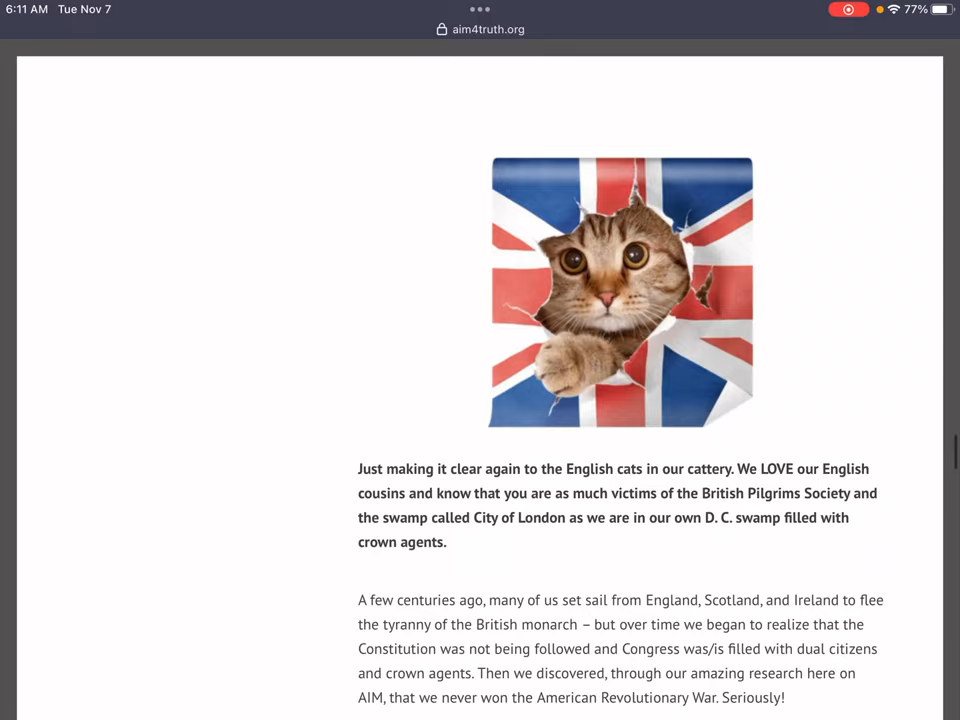 6:11 AM Tue Nov 7
77%
aim4truth.org
Just making it clear again to the English cats in our cattery. We LOVE our English
cousins and know that you are as much victims of the British Pilgrims Society and
the swamp called City of London as we are in our own D. C. swamp filled with
crown agents.
A few centuries ago, many of us set sail from England, Scotland, and Ireland to flee
the tyranny of the British monarch – but over time we began to realize that the
Constitution was not being followed and Congress was/is filled with dual citizens
and crown agents. Then we discovered, through our amazing research here on
AIM, that we never won the American Revolutionary War. Seriously!